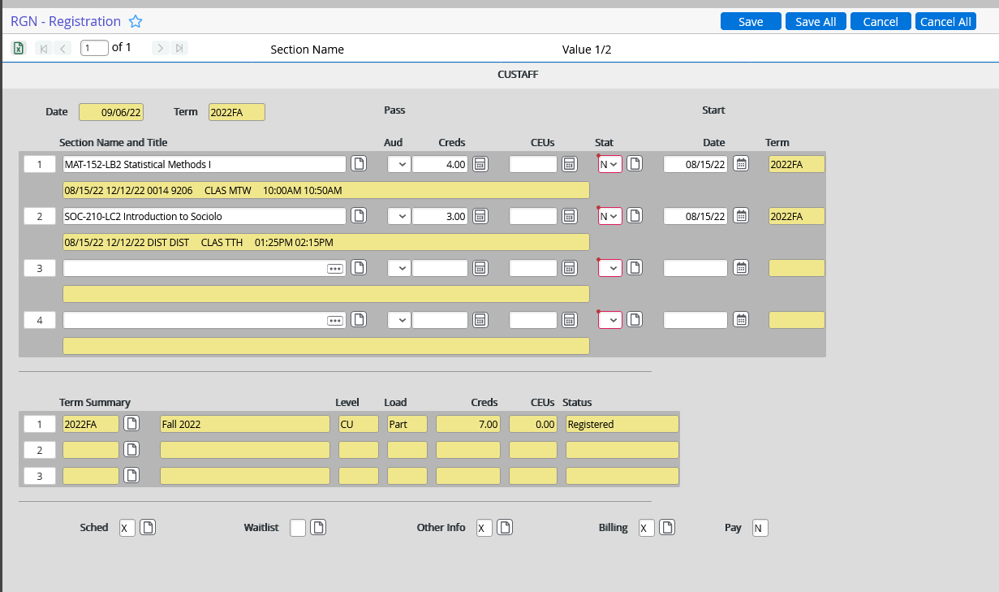 RGN - Registration Save Save All Cancel Cancel All
1 of 1 Section Name Value 1/2
CUSTAFF
Date 09/06/22 Term 2022FA Pass Start
Section Name and Title Aud Creds CEUs Stat Date Term
1 MAT-152-LB2 Statistical Methods I 4.00 N 08/15/22 2022FA
08/15/22 12/12/22 0014 9206 CLAS MTW 10:00AM 10:50AM
2 SOC-210-LC2 Introduction to Sociolo 3.00 N 08/15/22 2022FA
08/15/22 12/12/22 DIST DIST CLAS TTH 01:25PM 02:15PM
3
4
Term Summary Level Load Creds CEUs Status
1 2022FA Fall 2022 CU Part 7.00 0.00 Registered
2
3
Sched X Waitlist Other Info X Billing X Pay N